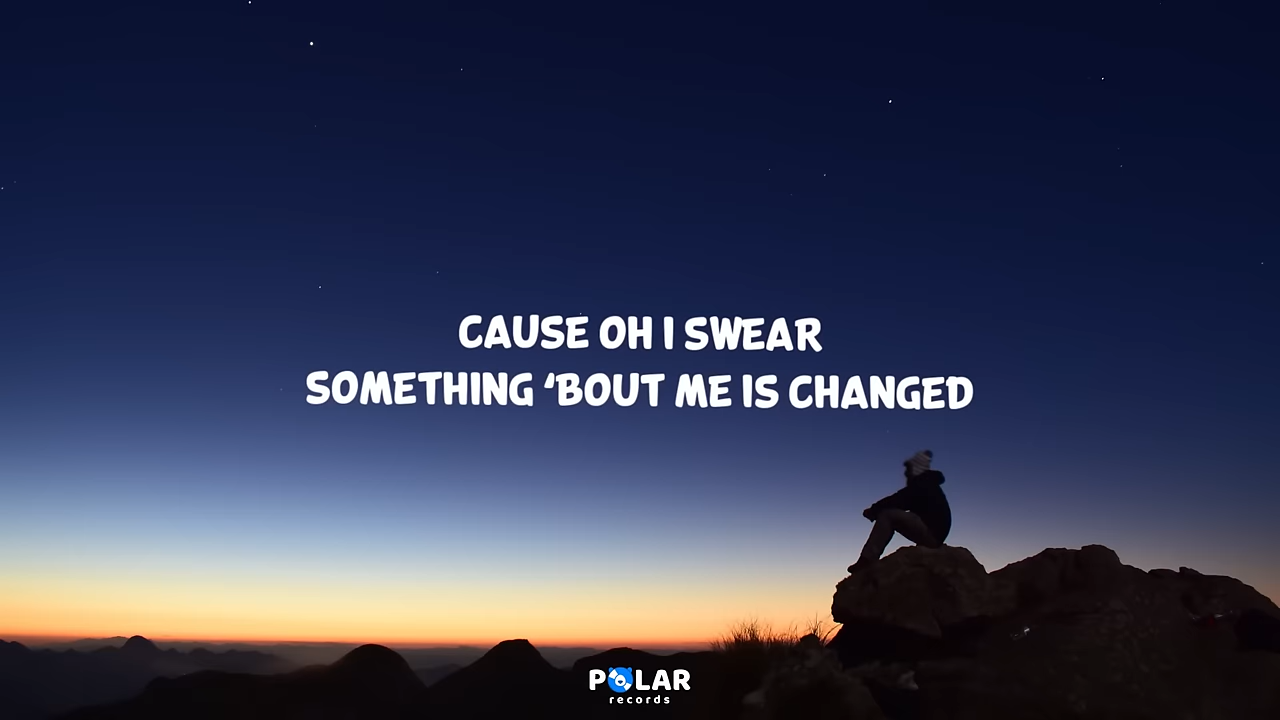 CAUSE OH I SWEAR
SOMETHING ‘BOUT ME IS CHANGED
POLAR
records